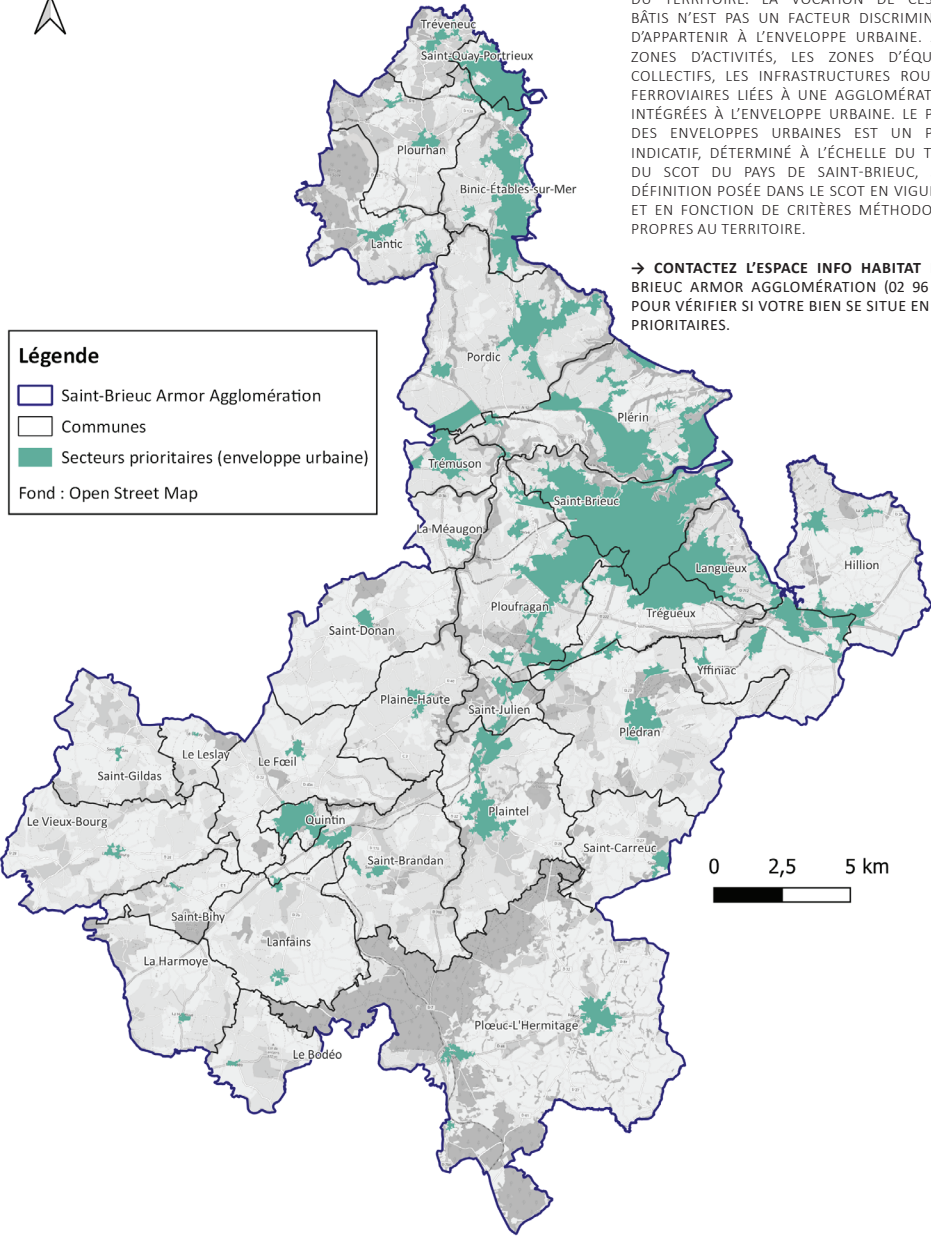 DU TERRITOIRE. LA VOCATION DE CES
BÂTIS N'EST PAS UN FACTEUR DISCRIMIN
D'APPARTENIR À L'ENVELOPPE URBAINE.
ZONES D'ACTIVITÉS, LES ZONES D'ÉQU
COLLECTIFS, LES INFRASTRUCTURES ROU
FERROVIAIRES LIÉES À UNE AGGLOMÉRAT
INTÉGRÉES À L'ENVELOPPE URBAINE. LE P
DES ENVELOPPES URBAINES EST UN P
INDICATIF, DÉTERMINÉ À L'ÉCHELLE DU T
DU SCOT DU PAYS DE SAINT-BRIEUC,
DÉFINITION POSÉE DANS LE SCOT EN VIGU
ET EN FONCTION DE CRITÈRES MÉTHODO
PROPRES AU TERRITOIRE.
→ CONTACTEZ L'ESPACE INFO HABITAT
BRIEUC ARMOR AGGLOMÉRATION (02 96
POUR VÉRIFIER SI VOTRE BIEN SE SITUE EN
PRIORITAIRES.
Tréveneuc
Saint-Quay-Portrieux
Plourhan
Binic-Étables-sur-Mer
Lantic
Pordic
Légende
Saint-Brieuc Armor Agglomération
Communes
Secteurs prioritaires (enveloppe urbaine)
Fond : Open Street Map
Plérin
Trémuson
Saint-Brieuc
La Méaugon
Langueux
Hillion
Ploufragan
Trégueux
Saint-Donan
Yffiniac
Plaine-Haute
Saint-Julien
Plédran
Le Leslay
Le Fœil
Saint-Gildas
Plaintel
Le Vieux-Bourg
Quintin
Saint-Brandan
Saint-Carreuc
0 2,5 5 km
Saint-Bihy
Lanfains
La Harmoye
Plœuc-L'Hermitage
Le Bodéo